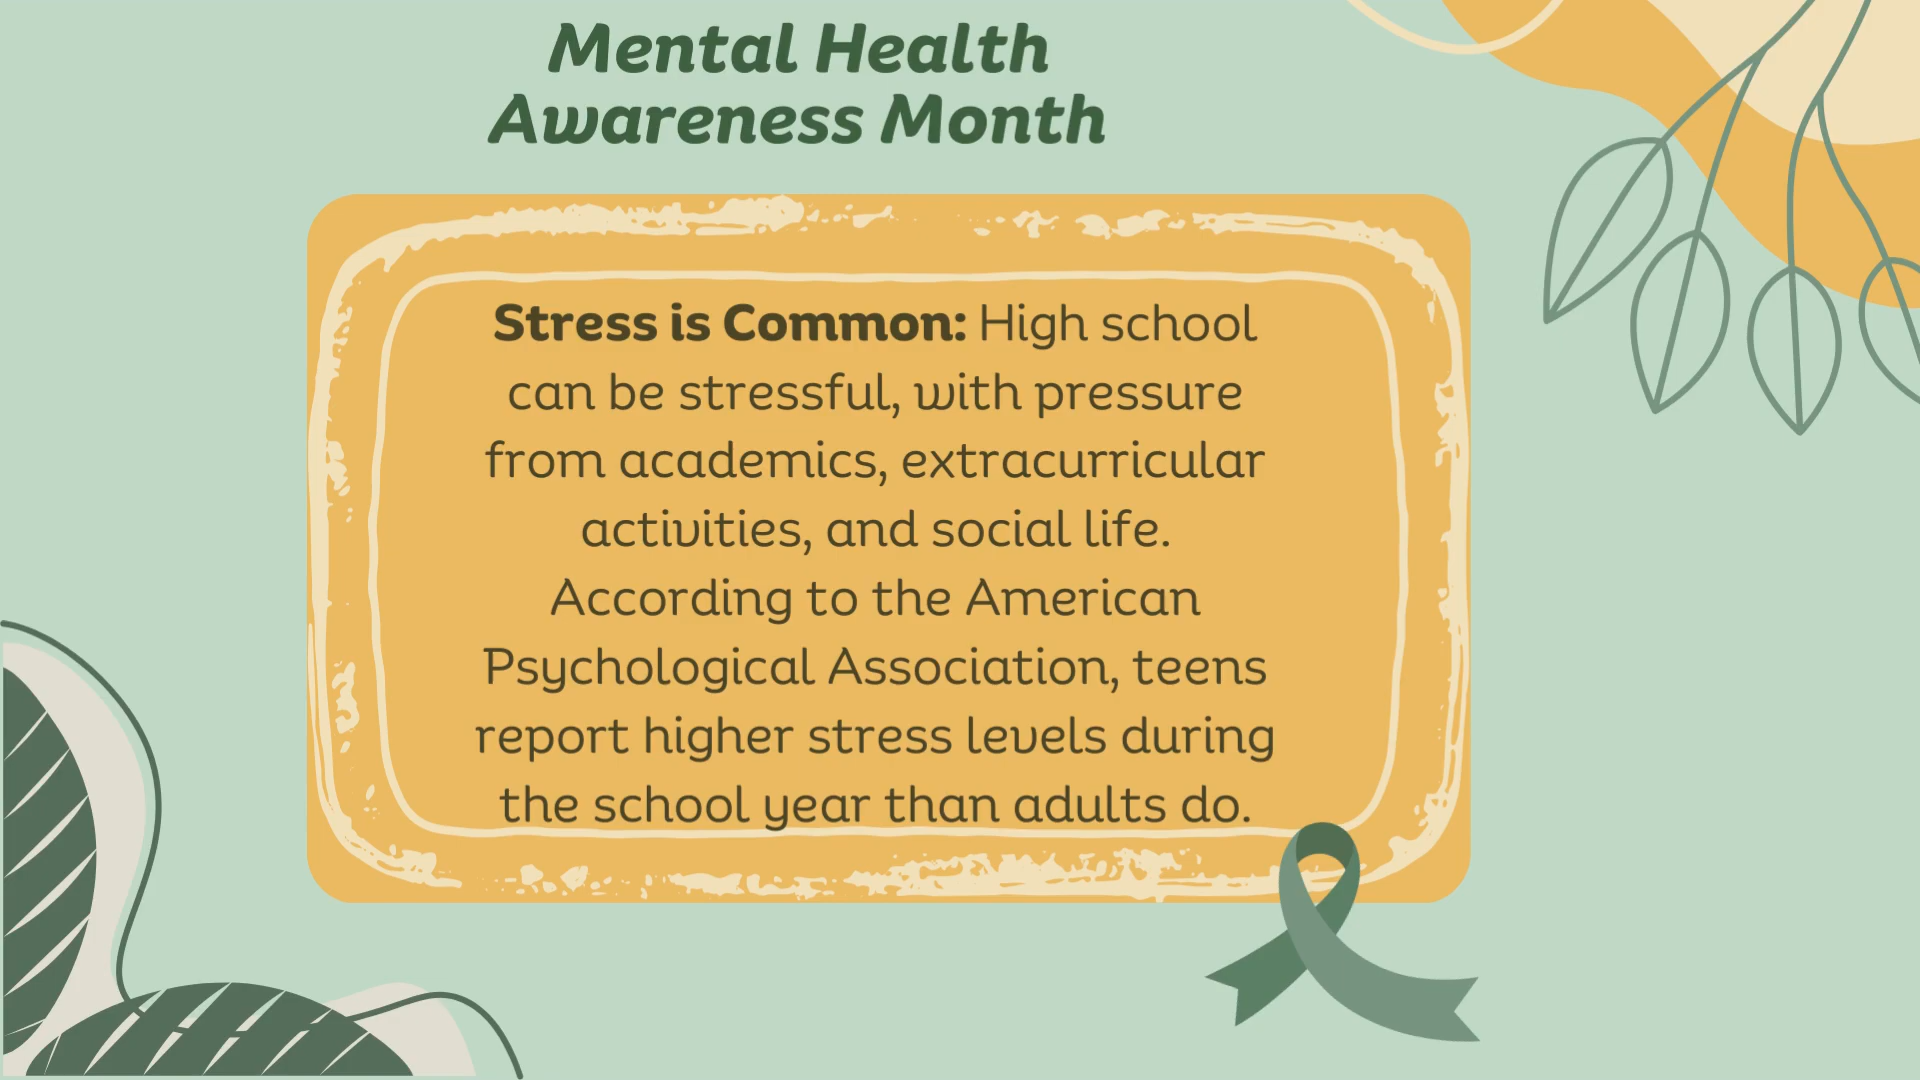 Mental Health
Awareness Month
Stress is Common: High school
can be stressful, with pressure
from academics, extracurricular
activities, and social life.
According to the American
Psychological Association, teens
report higher stress levels during
the school year than adults do.